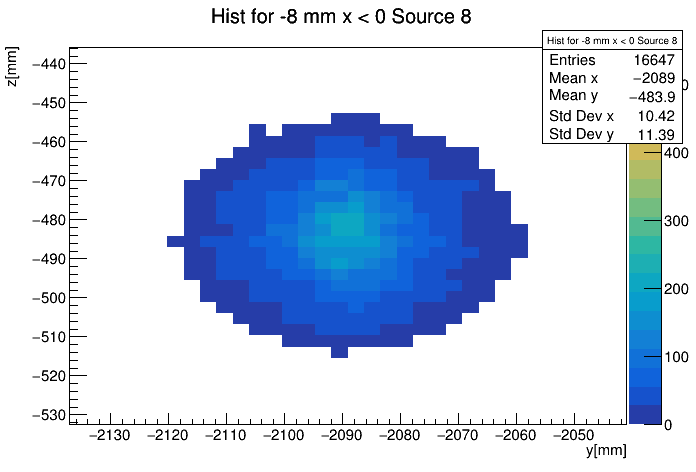 Hist for -8 mm x < 0 Source 8
z[mm]
Hist for -8 mm x < 0 Source 8
Entries 16647
Mean x −2089
Mean y −483.9
Std Dev x 10.42
Std Dev y 11.39
−440
−450
−460
−470
−480
−490
−500
−510
−520
−530
0
400
300
200
100
0
−2130 −2120 −2110 −2100 −2090 −2080 −2070 −2060 −2050
y[mm]